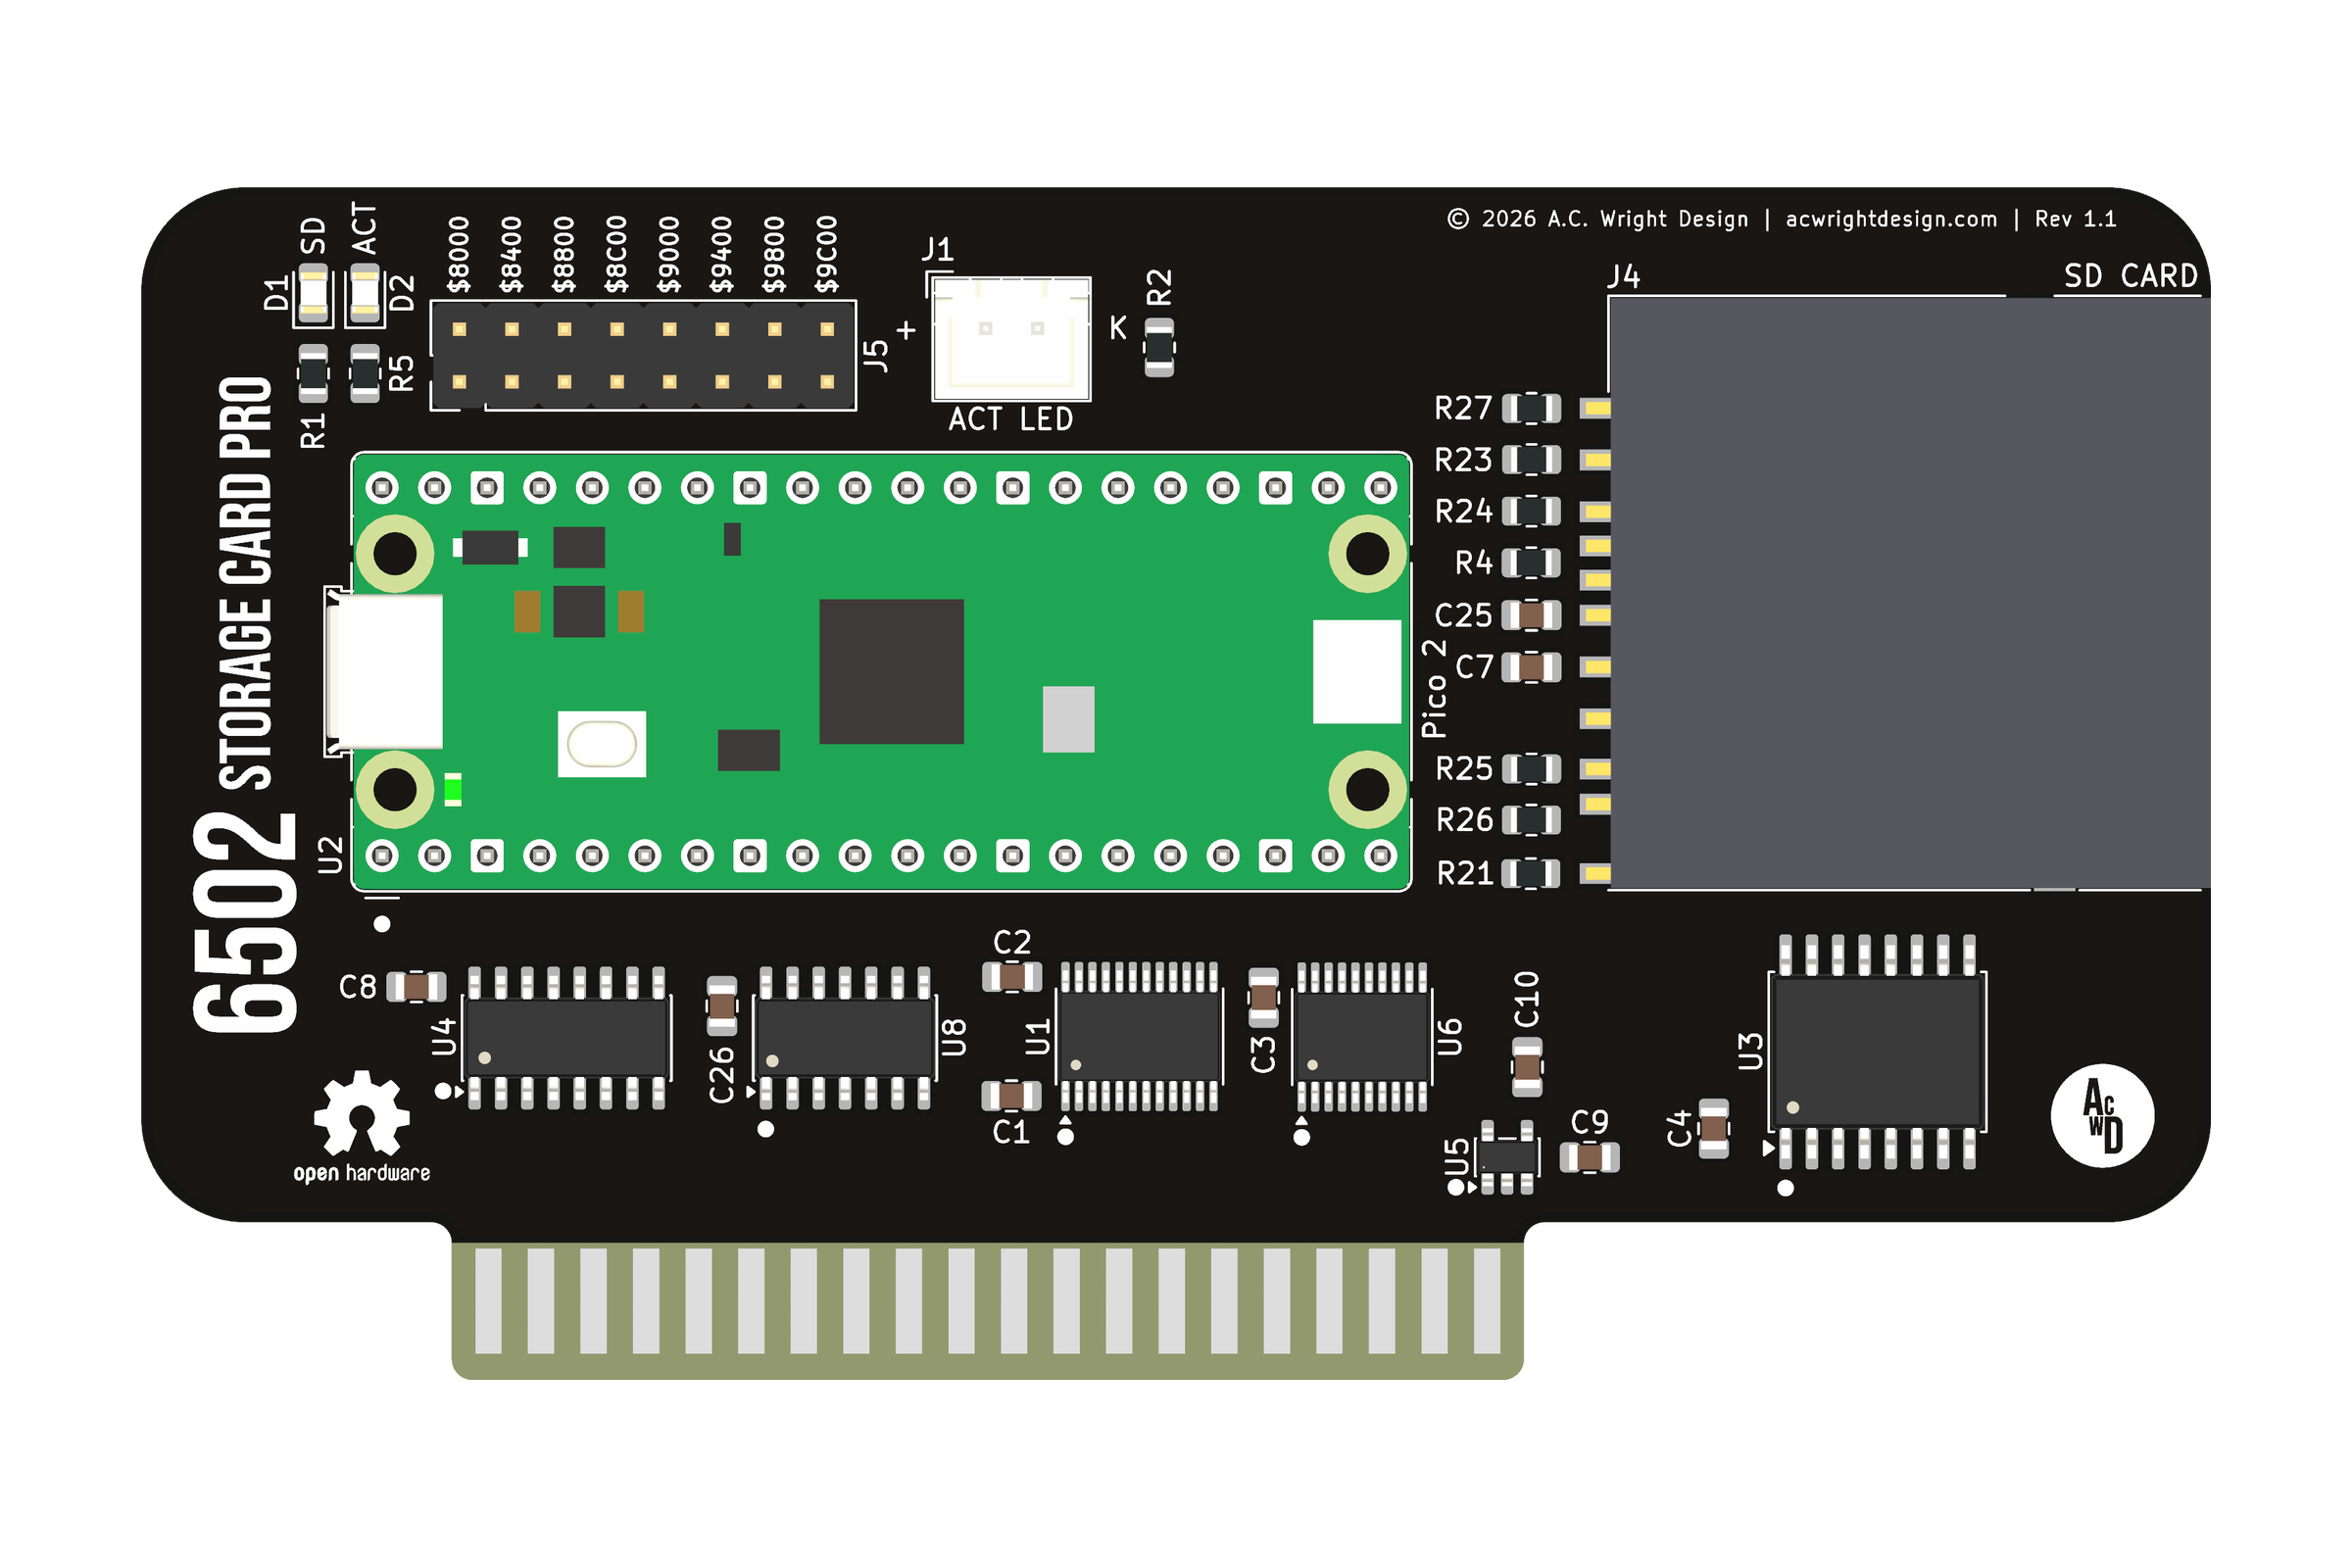 © 2026 A.C. Wright Design | acwrightdesign.com | Rev 1.1
SD
ACT
D1
D2
R1
R5
$8000
$8400
$8800
$8C00
$9000
$9400
$9800
$9C00
J5
J1
+
K
ACT LED
R2
J4
SD CARD
R27
R23
R24
R4
C25
C7
R25
R26
R21
Pico 2
U2
6502 STORAGE CARD PRO
C8
U4
C26
U8
C2
C1
U1
C3
U6
C10
U5
C9
C4
U3
open hardware
ACWD